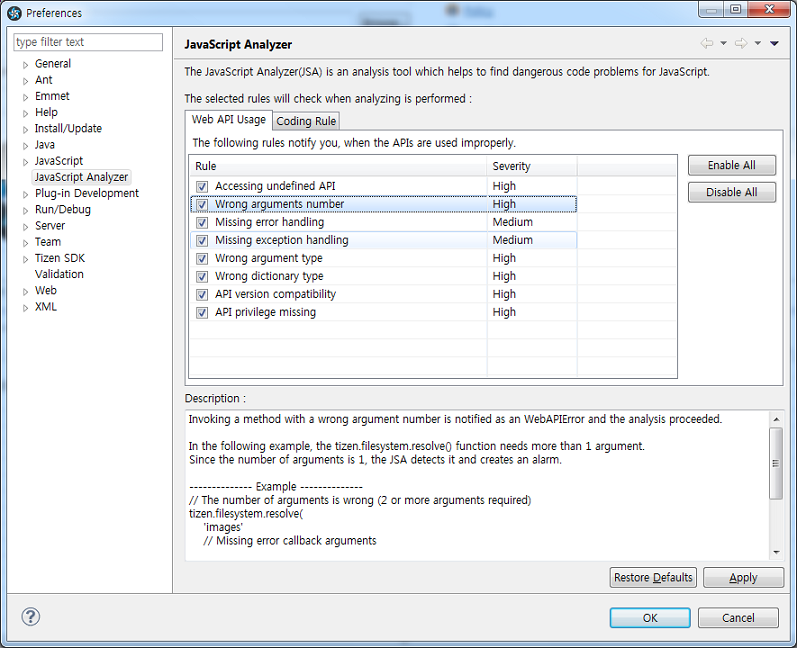 Preferences
type filter text
General
Ant
Emmet
Help
Install/Update
Java
JavaScript
JavaScript Analyzer
Plug-in Development
Run/Debug
Server
Team
Tizen SDK
Validation
Web
XML
JavaScript Analyzer
The JavaScript Analyzer(JSA) is an analysis tool which helps to find dangerous code problems for JavaScript.
The selected rules will check when analyzing is performed :
Web API Usage Coding Rule
The following rules notify you, when the APIs are used improperly.
Rule Severity
Accessing undefined API High
Wrong arguments number High
Missing error handling Medium
Missing exception handling Medium
Wrong argument type High
Wrong dictionary type High
API version compatibility High
API privilege missing High
Enable All
Disable All
Description :
Invoking a method with a wrong argument number is notified as an WebAPIError and the analysis proceeded.
In the following example, the tizen.filesystem.resolve() function needs more than 1 argument.
Since the number of arguments is 1, the JSA detects it and creates an alarm.
-------------- Example --------------
// The number of arguments is wrong (2 or more arguments required)
tizen.filesystem.resolve(
'images'
// Missing error callback arguments
Restore Defaults Apply
? OK Cancel